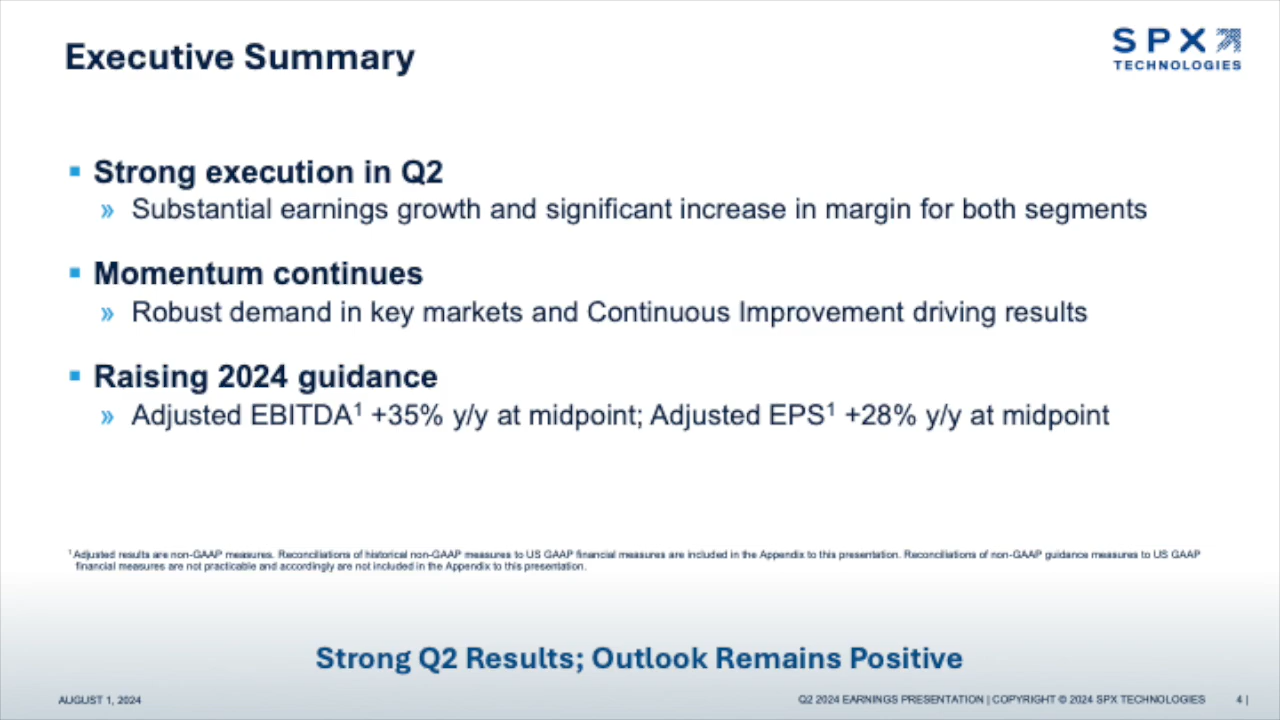 Executive Summary
SPX
TECHNOLOGIES
▪ Strong execution in Q2
» Substantial earnings growth and significant increase in margin for both segments
▪ Momentum continues
» Robust demand in key markets and Continuous Improvement driving results
▪ Raising 2024 guidance
» Adjusted EBITDA¹ +35% y/y at midpoint; Adjusted EPS¹ +28% y/y at midpoint
¹ Adjusted results are non-GAAP measures. Reconciliations of historical non-GAAP measures to US GAAP financial measures are included in the Appendix to this presentation. Reconciliations of non-GAAP guidance measures to US GAAP
financial measures are not practicable and accordingly are not included in the Appendix to this presentation.
Strong Q2 Results; Outlook Remains Positive
AUGUST 1, 2024
Q2 2024 EARNINGS PRESENTATION | COPYRIGHT © 2024 SPX TECHNOLOGIES 4 |